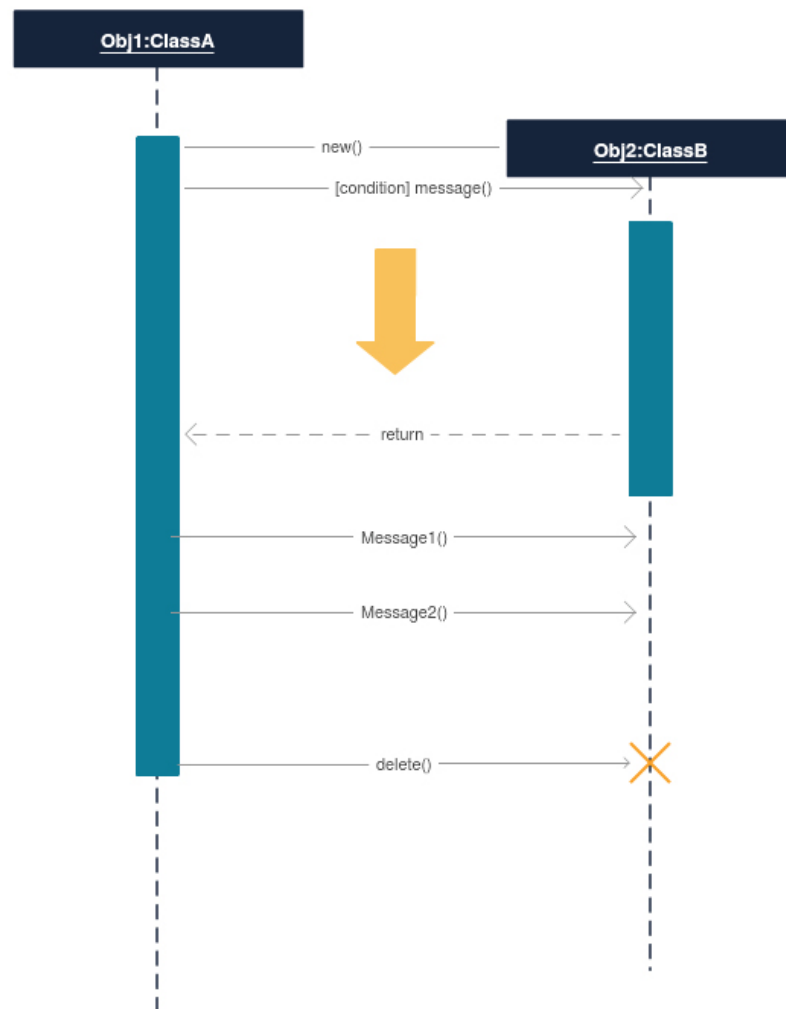 Obj1:ClassA
new()
Obj2:ClassB
[condition] message()
return
Message1()
Message2()
delete()